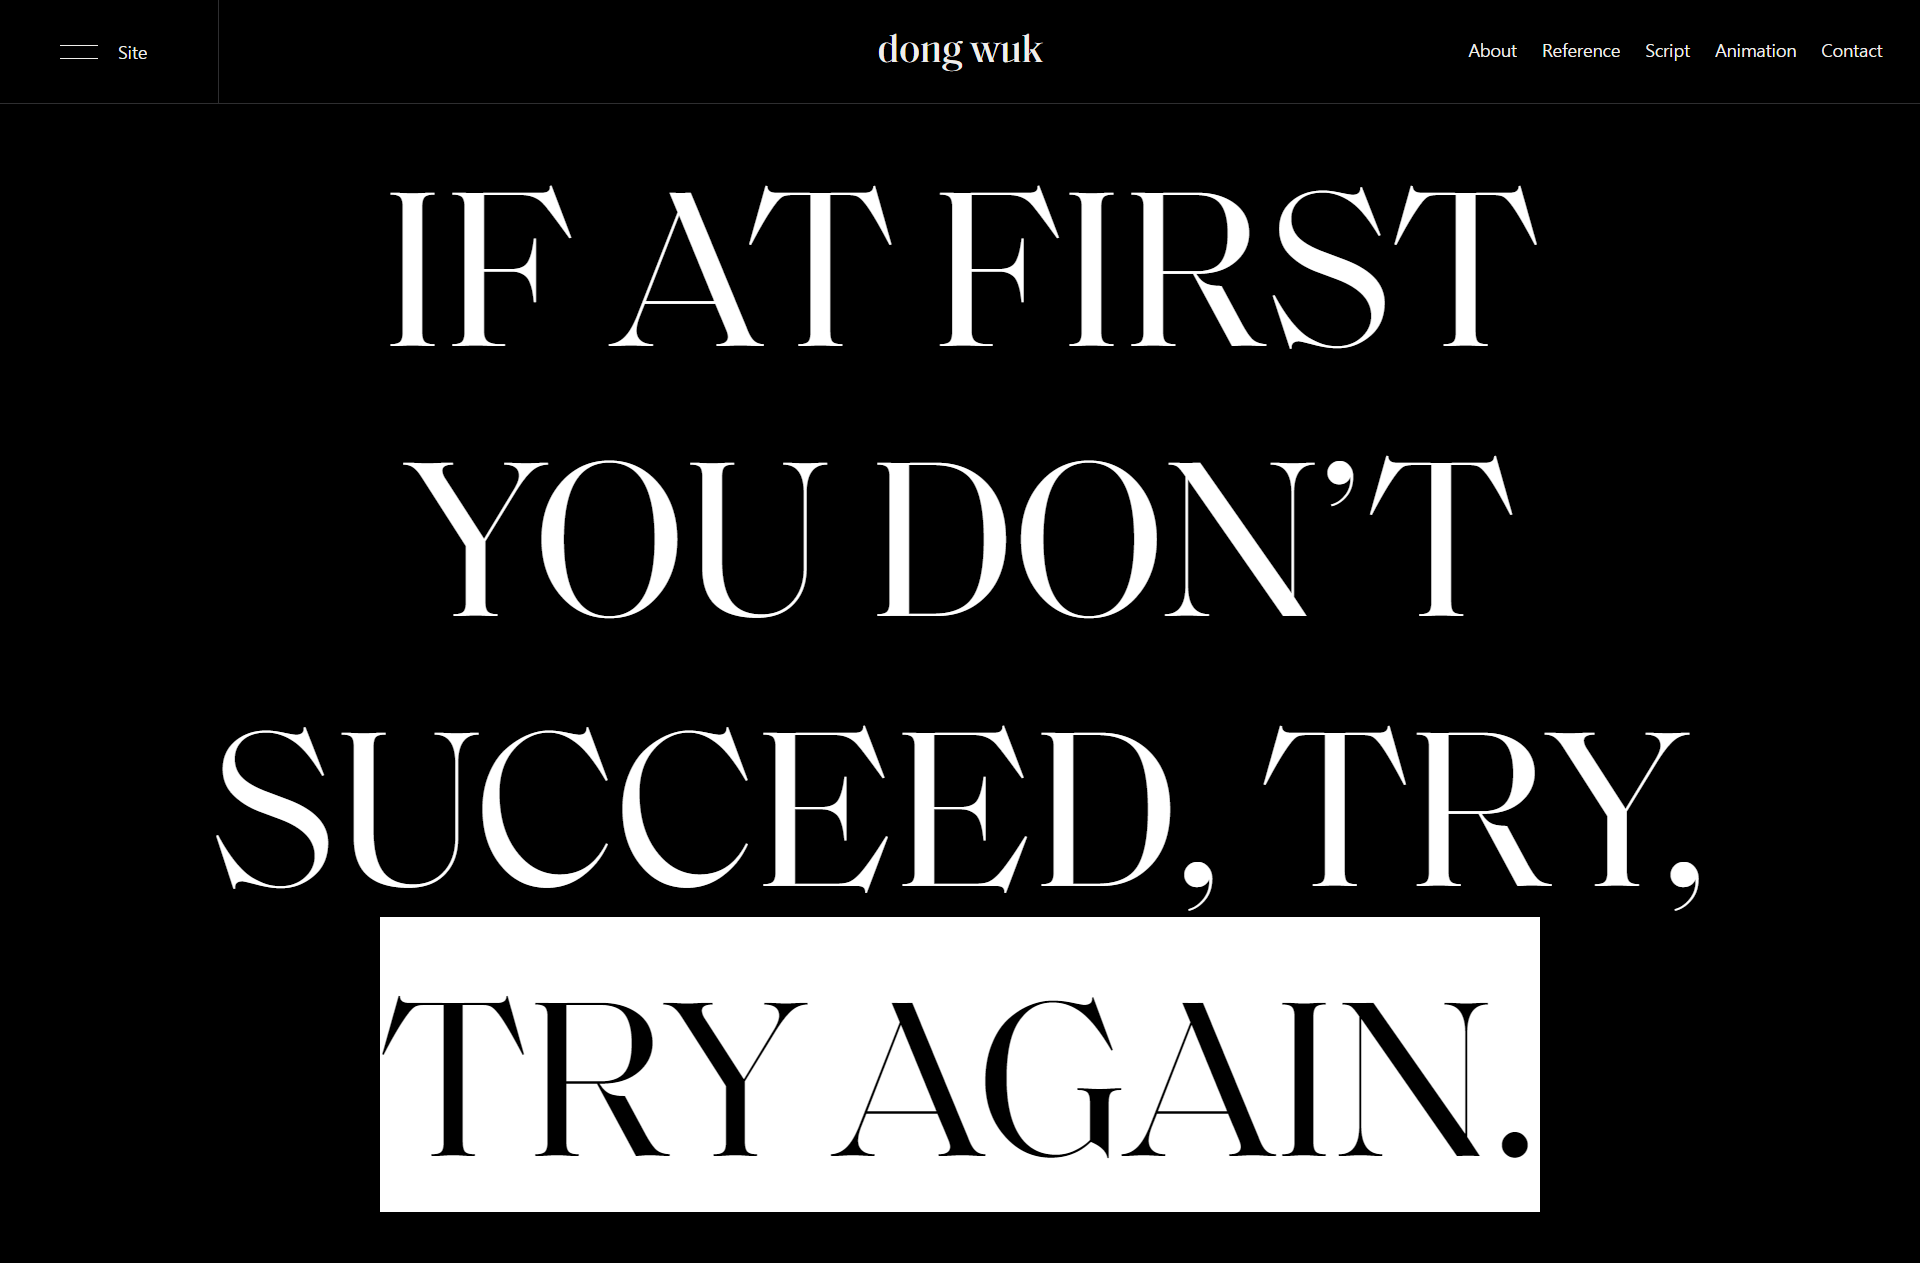 Site
dong wuk
About Reference Script Animation Contact
IF AT FIRST
YOU DON’T
SUCCEED, TRY,
TRY AGAIN.